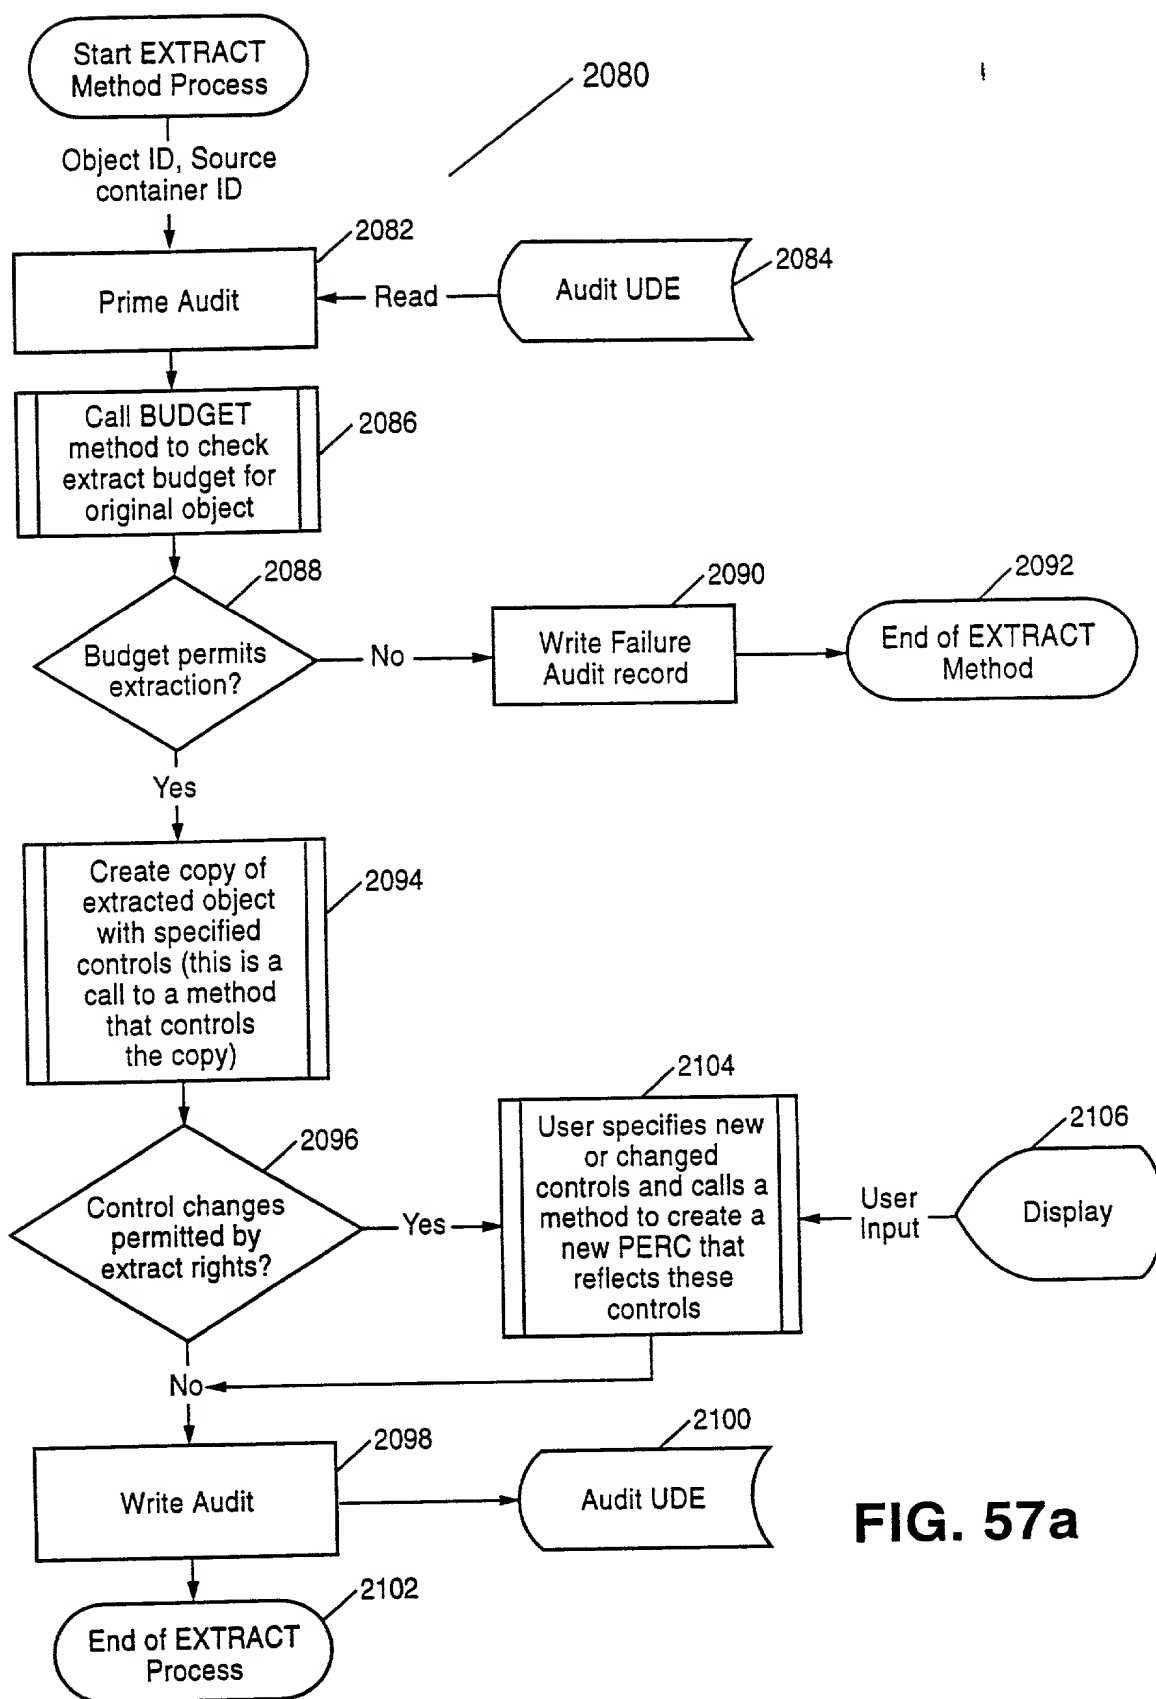 Start EXTRACT
Method Process
2080
Object ID, Source
container ID
2082
Prime Audit
Read
Audit UDE
2084
Call BUDGET
method to check
extract budget for
original object
2086
2088
Budget permits
extraction?
No
2090
Write Failure
Audit record
2092
End of EXTRACT
Method
Yes
Create copy of
extracted object
with specified
controls (this is a
call to a method
that controls
the copy)
2094
2096
Control changes
permitted by
extract rights?
Yes
2104
User specifies new
or changed
controls and calls a
method to create a
new PERC that
reflects these
controls
User
Input
2106
Display
No
2098
Write Audit
2100
Audit UDE
FIG. 57a
2102
End of EXTRACT
Process